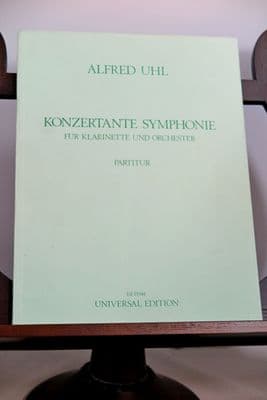 ALFRED UHL
KONZERTANTE SYMPHONIE
FÜR KLARINETTE UND ORCHESTER
PARTITUR
UNIVERSAL EDITION